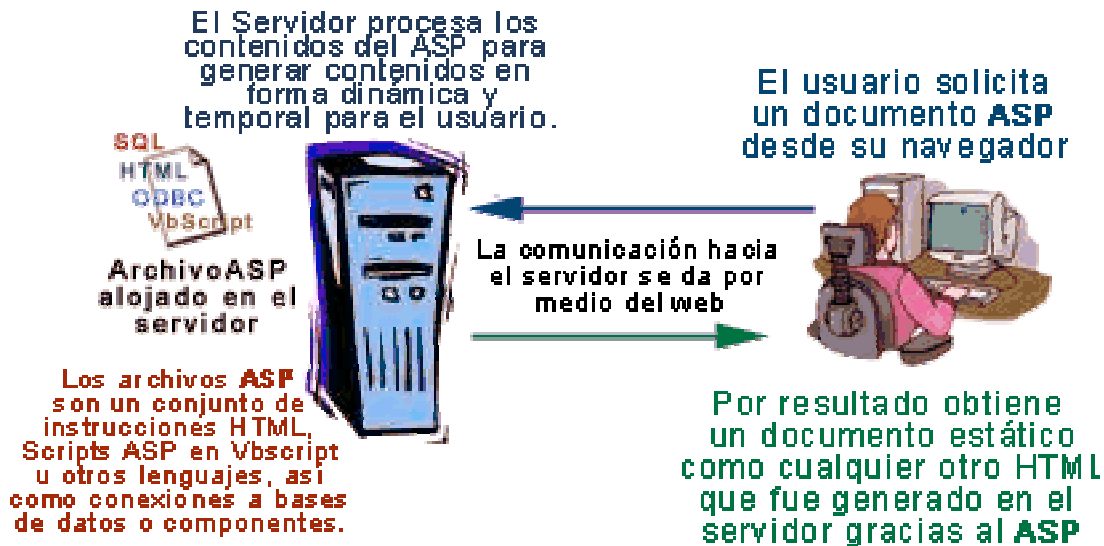 El Servidor procesa los
contenidos del ASP para
generar contenidos en
forma dinámica y
temporal para el usuario.
SQL
HTML
ODBC
VbScript
Archivo ASP
alojado en el
servidor
Los archivos ASP
son un conjunto de
instrucciones HTML,
Scripts ASP en Vbscript
u otros lenguajes, así
como conexiones a bases
de datos o componentes.
El usuario solicita
un documento ASP
desde su navegador
La comunicación hacia
el servidor se da por
medio del web
Por resultado obtiene
un documento estático
como cualquier otro HTML
que fue generado en el
servidor gracias al ASP